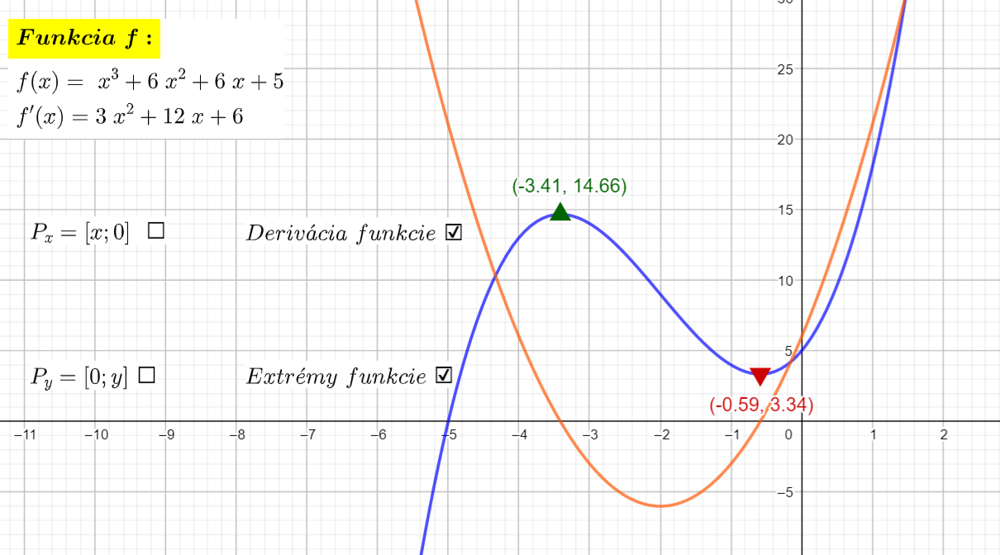 Funkcia f :
f(x) = x³ + 6 x² + 6 x + 5
f′(x) = 3 x² + 12 x + 6
(-3.41, 14.66)
Pₓ = [x; 0] ☐ Derivácia funkcie ☑
P_y = [0; y] ☐ Extrémy funkcie ☑
(-0.59, 3.34)
30
25
20
15
10
5
−11 −10 −9 −8 −7 −6 −5 −4 −3 −2 −1 0 1 2
−5